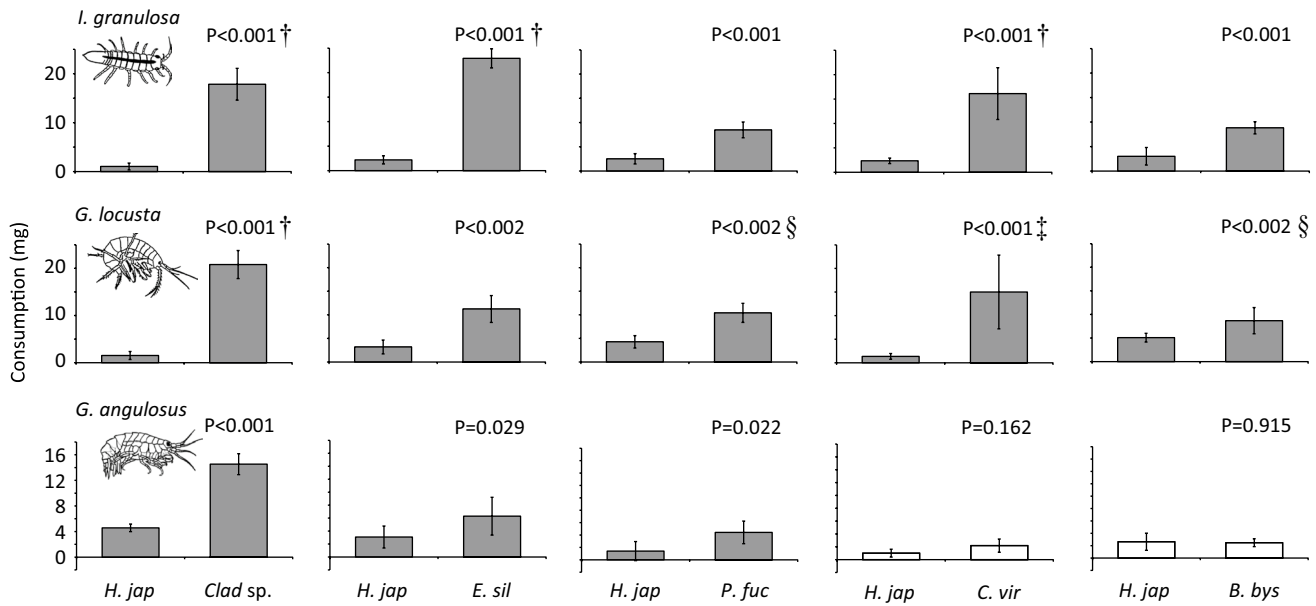 I. granulosa
P<0.001 † P<0.001 † P<0.001 P<0.001 † P<0.001
20
10
0
G. locusta
P<0.001 † P<0.002 P<0.002 § P<0.001 ‡ P<0.002 §
20
10
0
Consumption (mg)
G. angulosus
P<0.001 P=0.029 P=0.022 P=0.162 P=0.915
16
12
8
4
0
H. jap Clad sp. H. jap E. sil H. jap P. fuc H. jap C. vir H. jap B. bys